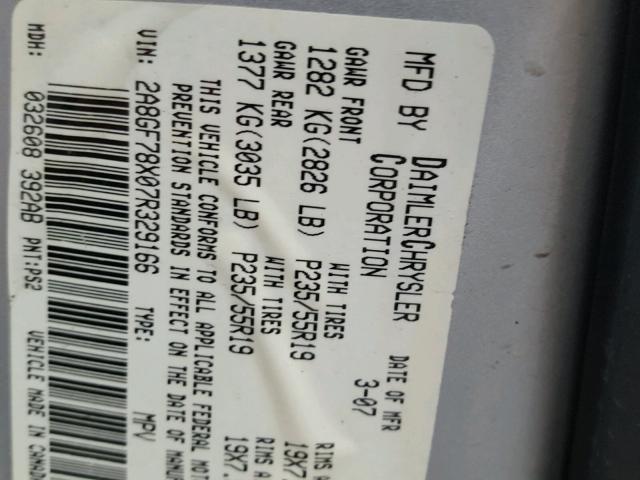 MFD BY DAIMLERCHRYSLER CORPORATION
DATE OF MFR 3-07
GAWR FRONT WITH TIRES RIMS A
1282 KG(2826 LB) P235/55R19 19X7.
GAWR REAR WITH TIRES RIMS A
1377 KG(3035 LB) P235/55R19 19X7.
THIS VEHICLE CONFORMS TO ALL APPLICABLE FEDERAL MOT
PREVENTION STANDARDS IN EFFECT ON THE DATE OF MANUF
VIN: 2A8GF78X07R329166 TYPE: MPV
MDH: 032608 392AB PMT:PS2 VEHICLE MADE IN CANAD